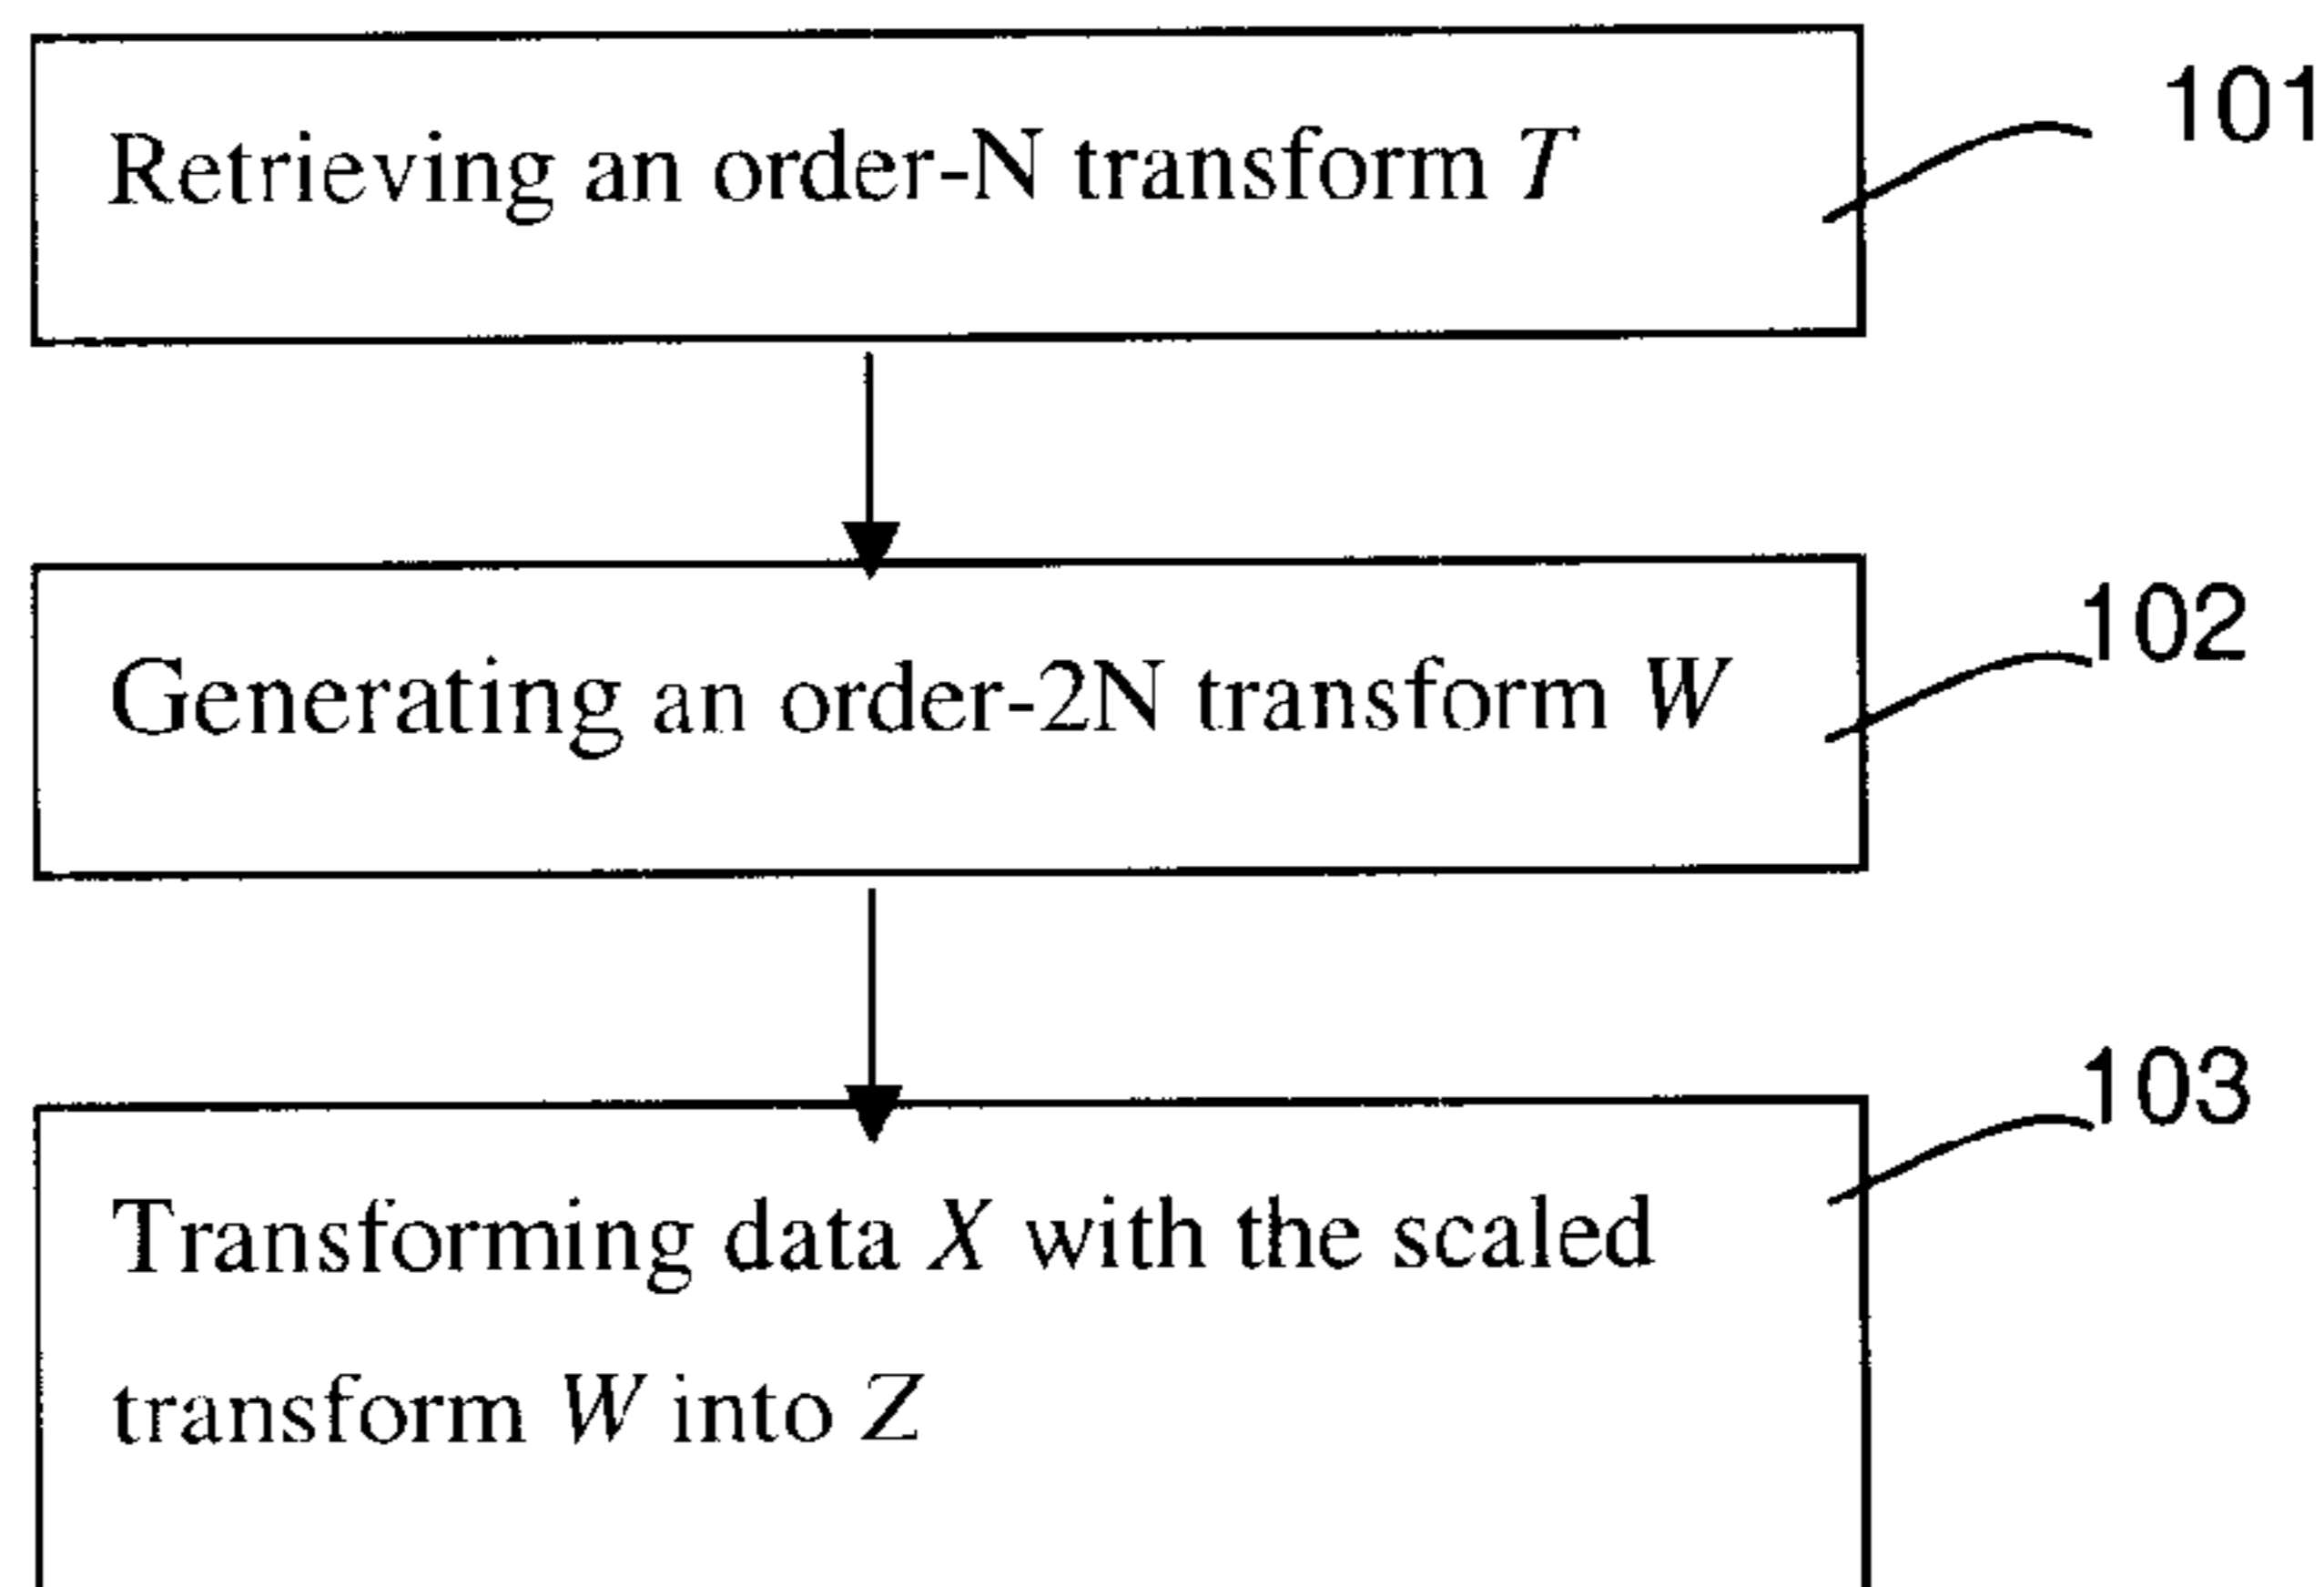 Retrieving an order-N transform T
101
Generating an order-2N transform W
102
103
Transforming data X with the scaled
transform W into Z